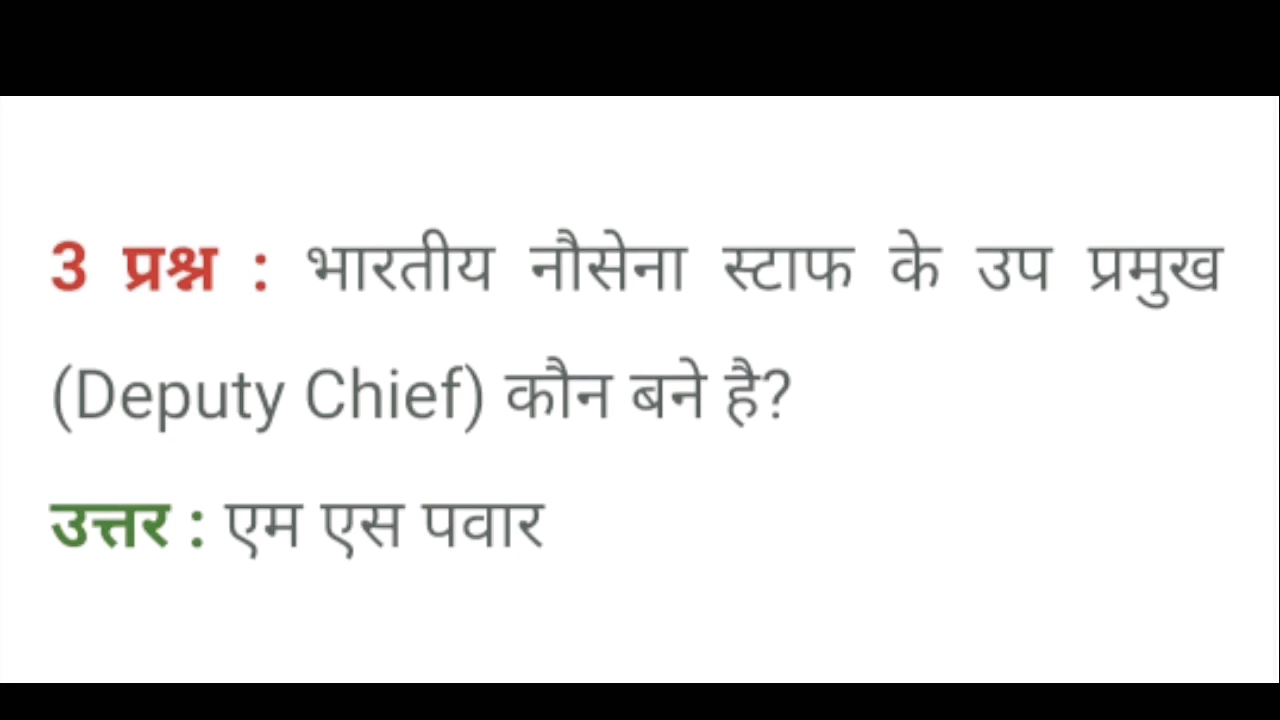 3 प्रश्न : भारतीय नौसेना स्टाफ के उप प्रमुख
(Deputy Chief) कौन बने है?
उत्तर : एम एस पवार